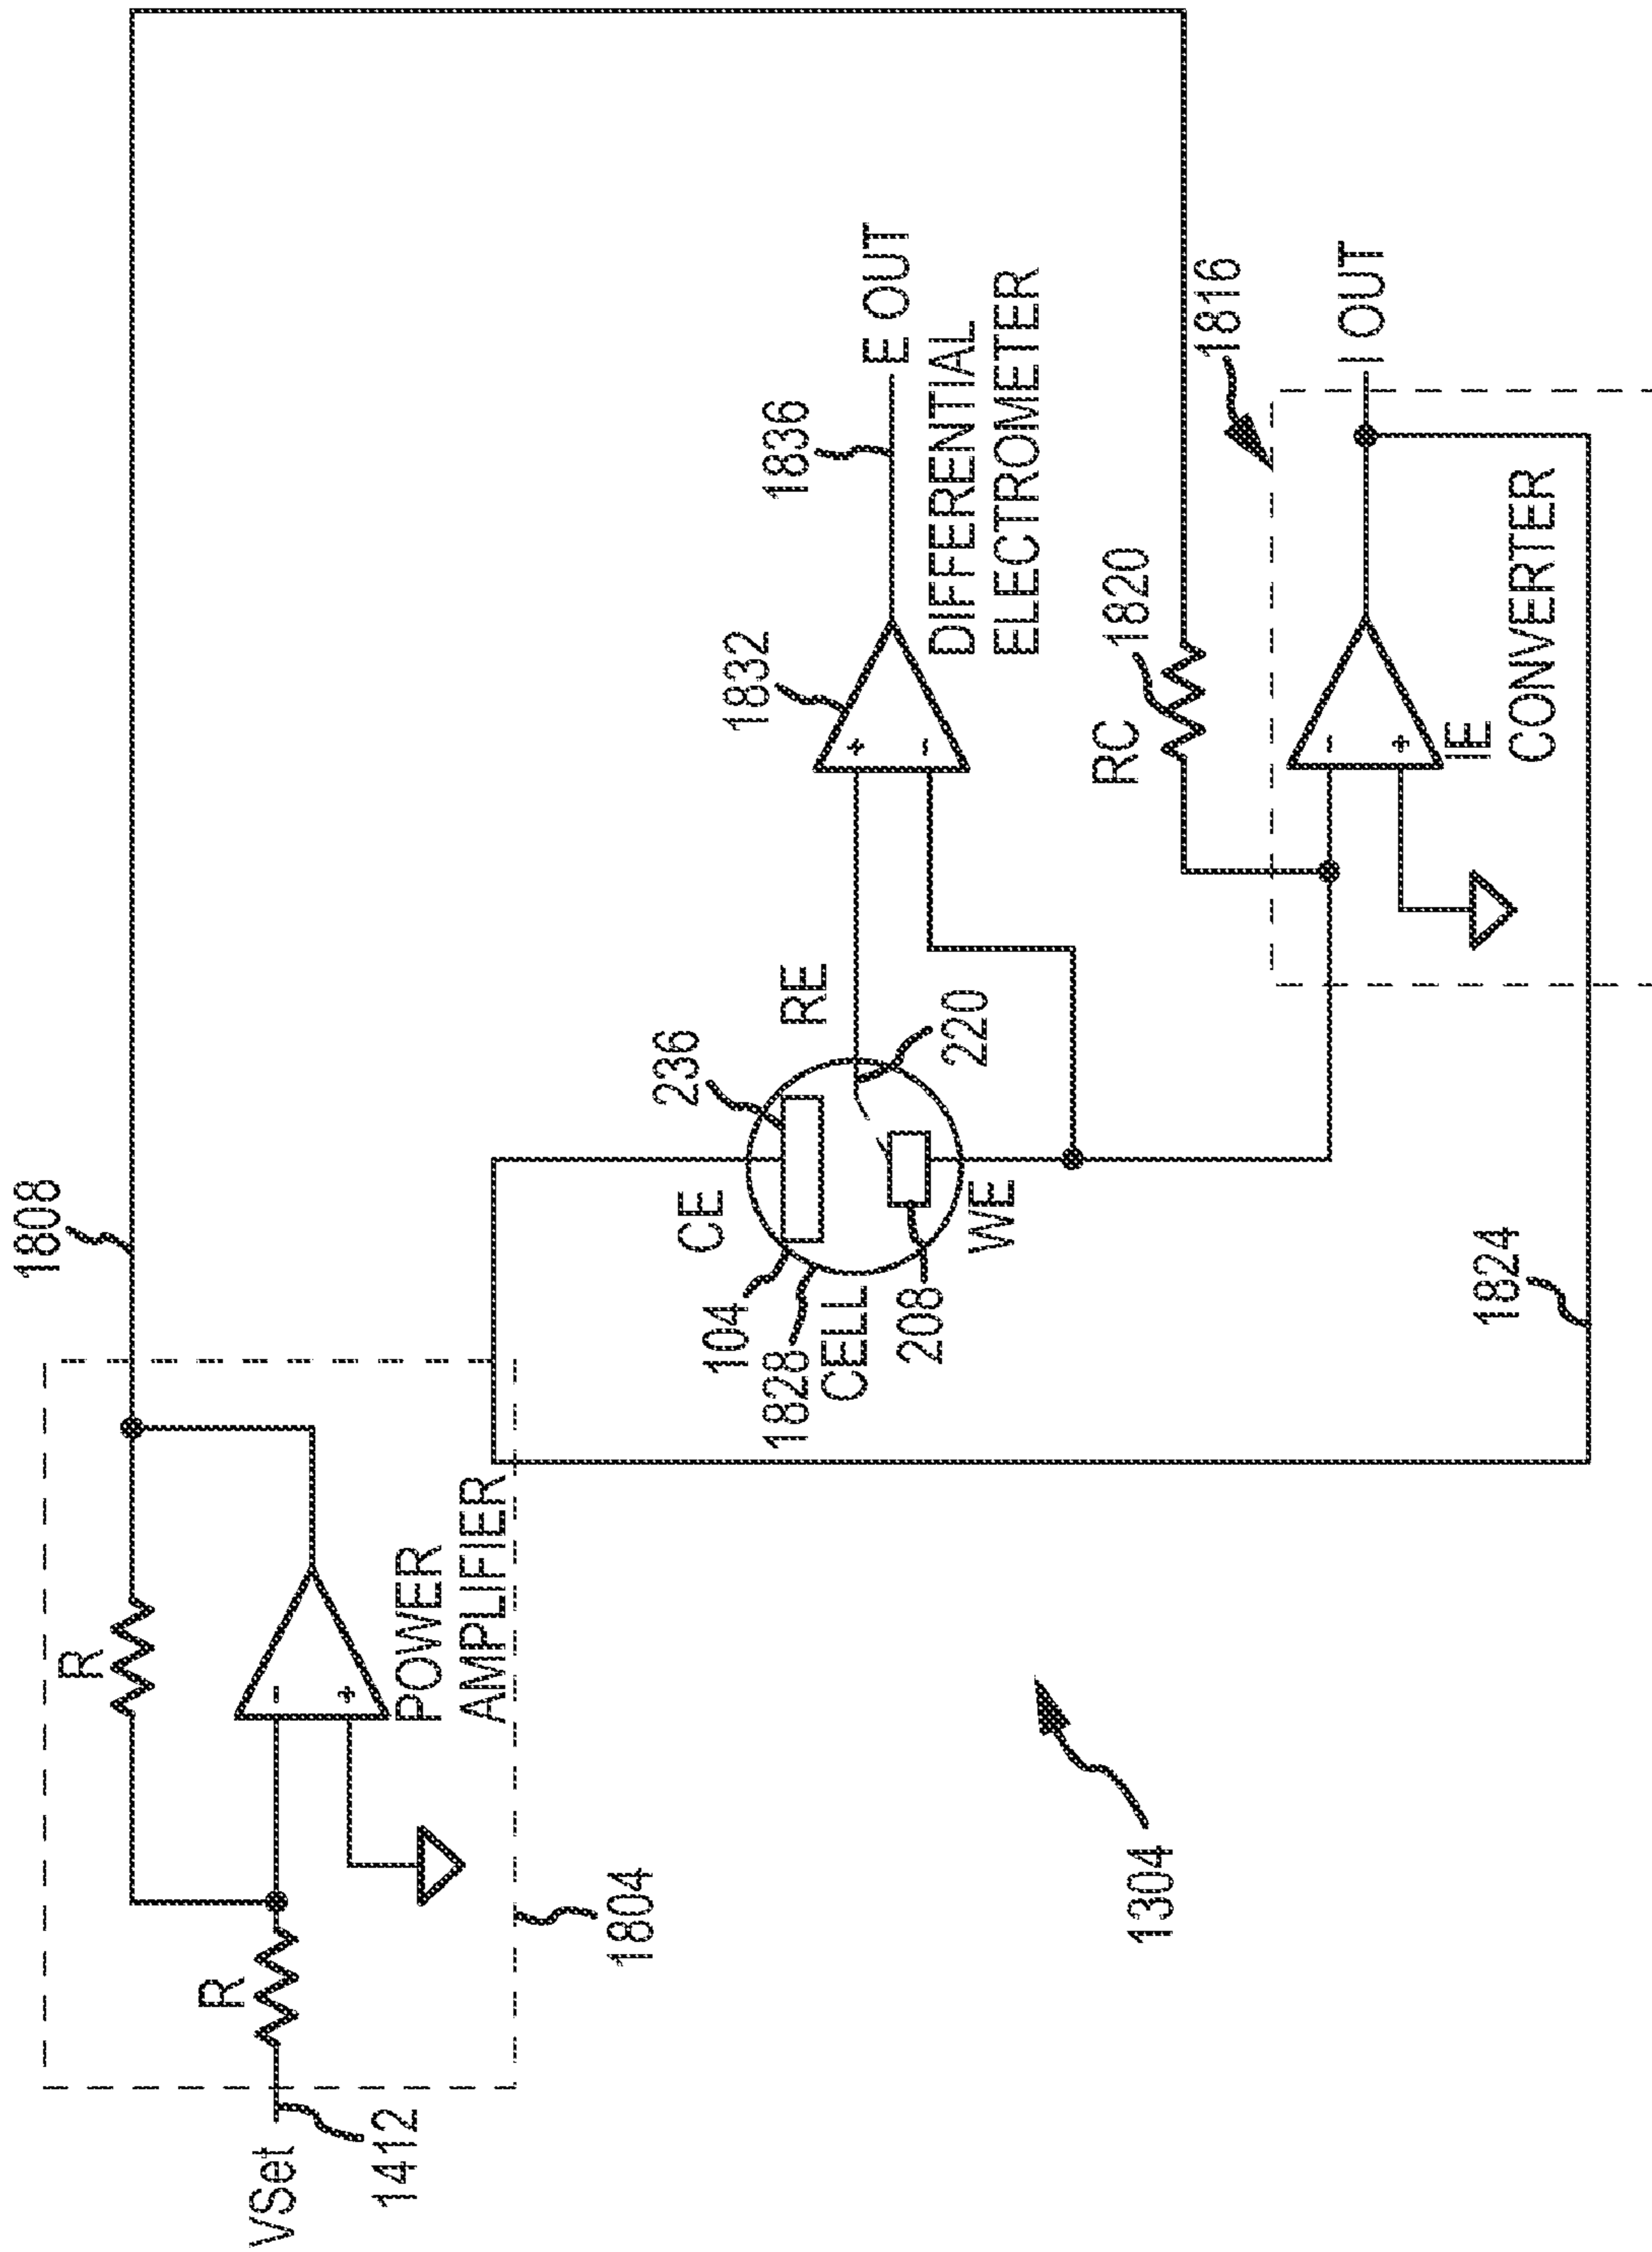 1808
R
R
VSet
1412
POWER
AMPLIFIER
1804
236
CE
RE
104
1828
CELL
208
WE
220
1832
+
-
1836
E OUT
DIFFERENTIAL
ELECTROMETER
RC
1820
1816
-
+
IE
CONVERTER
I OUT
1824
-
+
1304